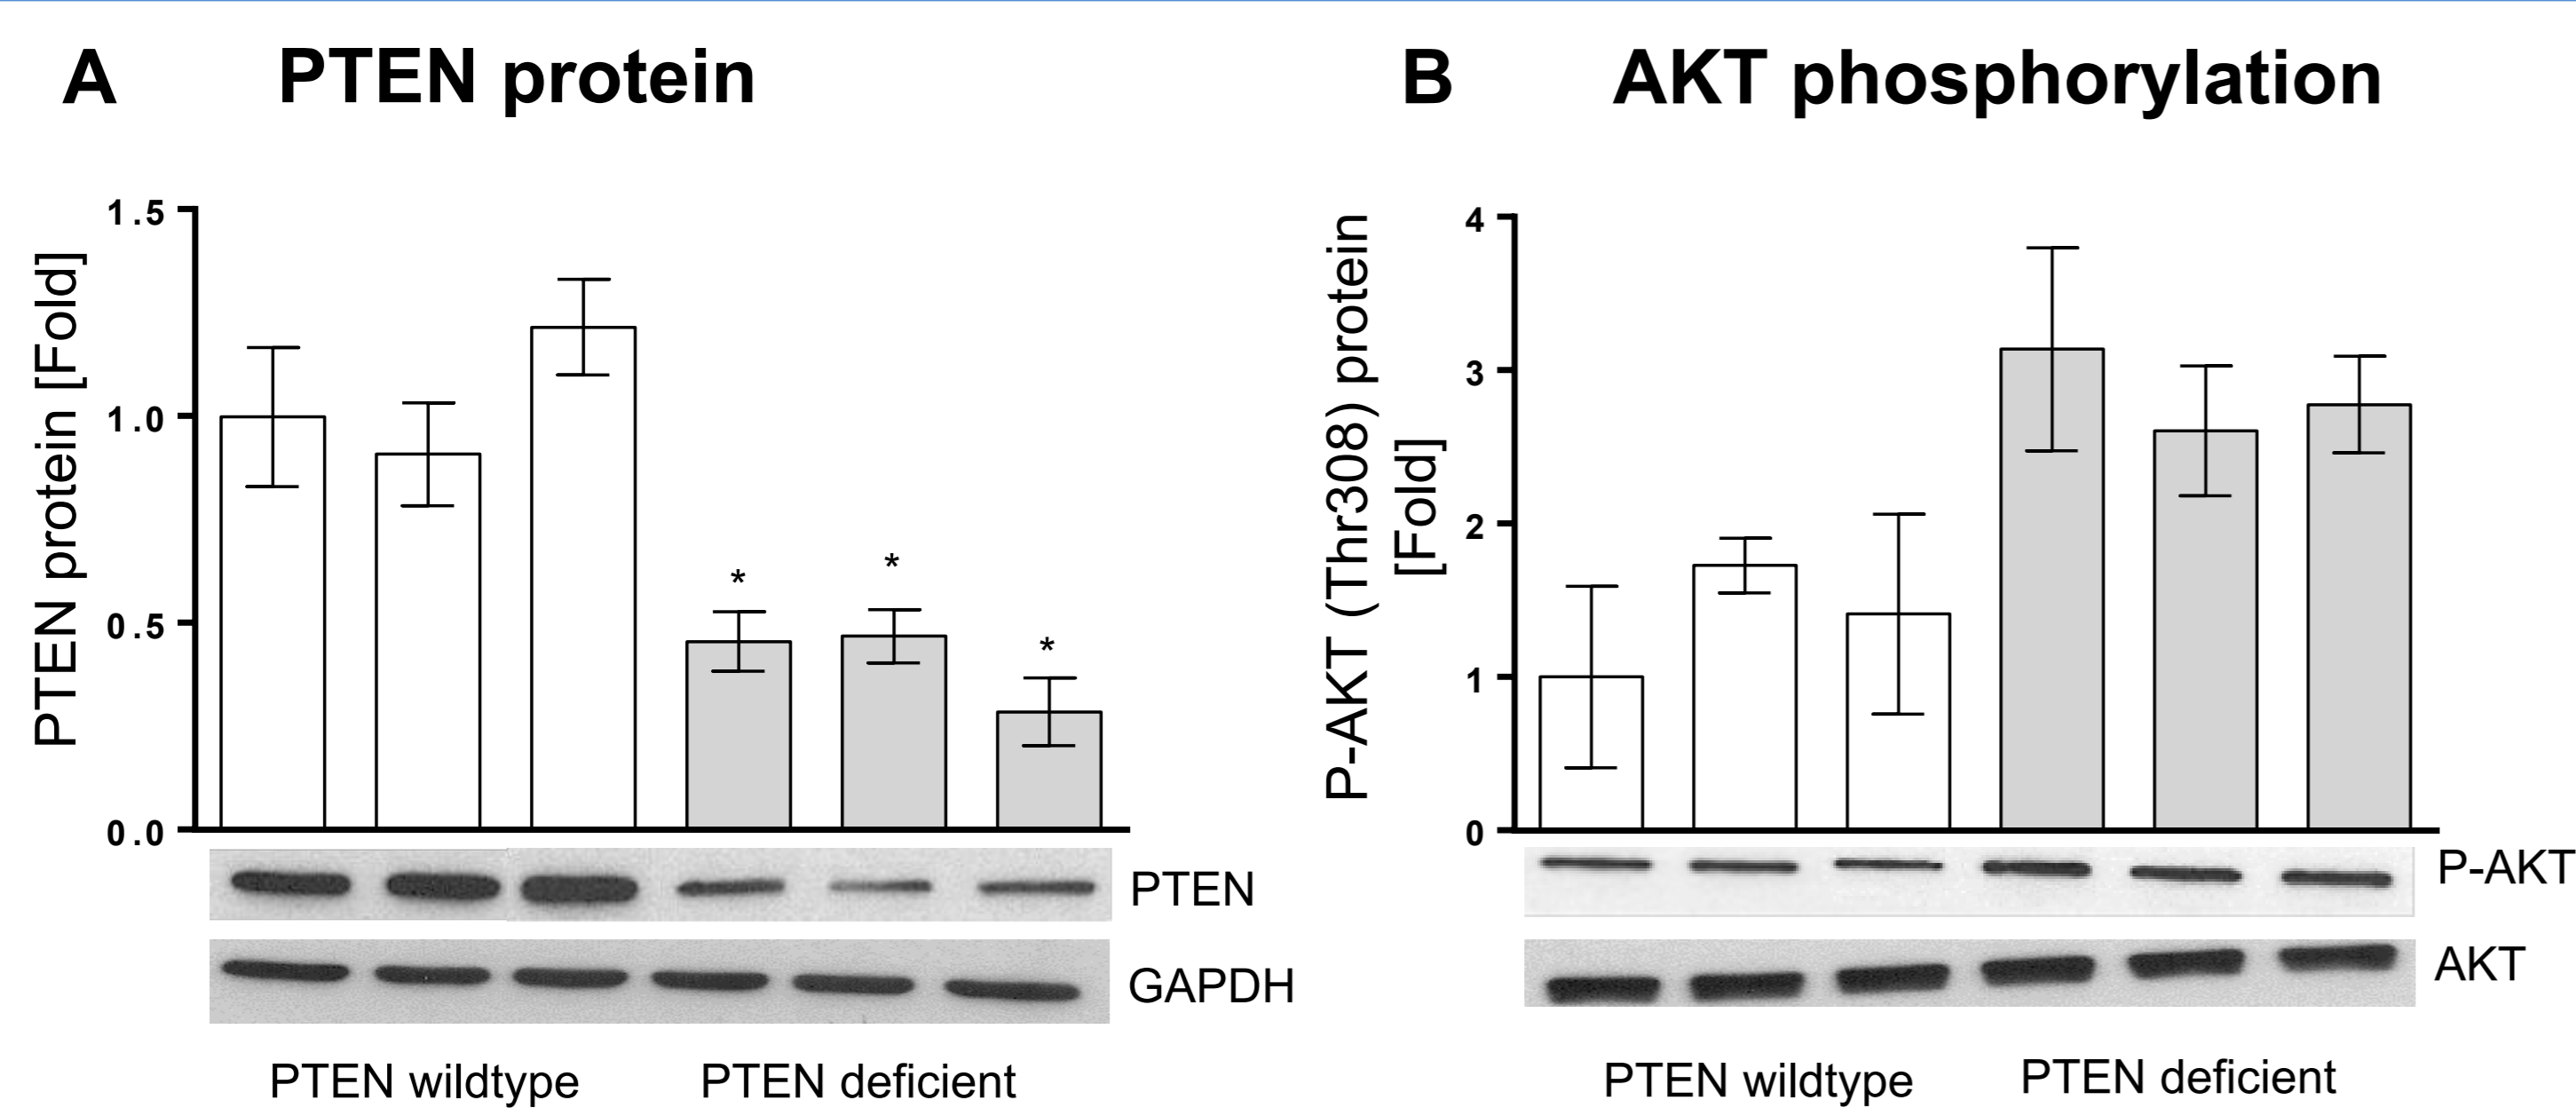 A PTEN protein
PTEN protein [Fold]
1.5
1.0
0.5
0.0
*
*
*
PTEN
GAPDH
PTEN wildtype PTEN deficient
B AKT phosphorylation
P-AKT (Thr308) protein
[Fold]
4
3
2
1
0
P-AKT
AKT
PTEN wildtype PTEN deficient